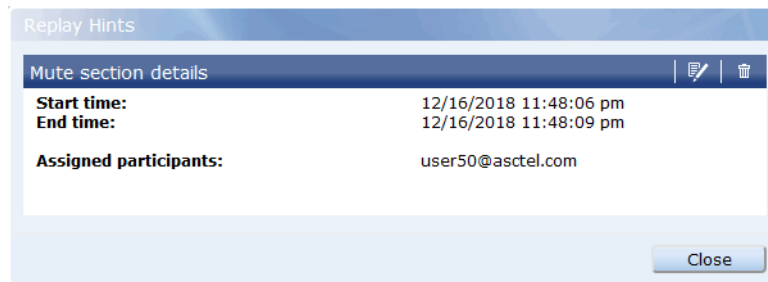 Replay Hints
Mute section details
Start time: 12/16/2018 11:48:06 pm
End time: 12/16/2018 11:48:09 pm
Assigned participants: user50@asctel.com
Close